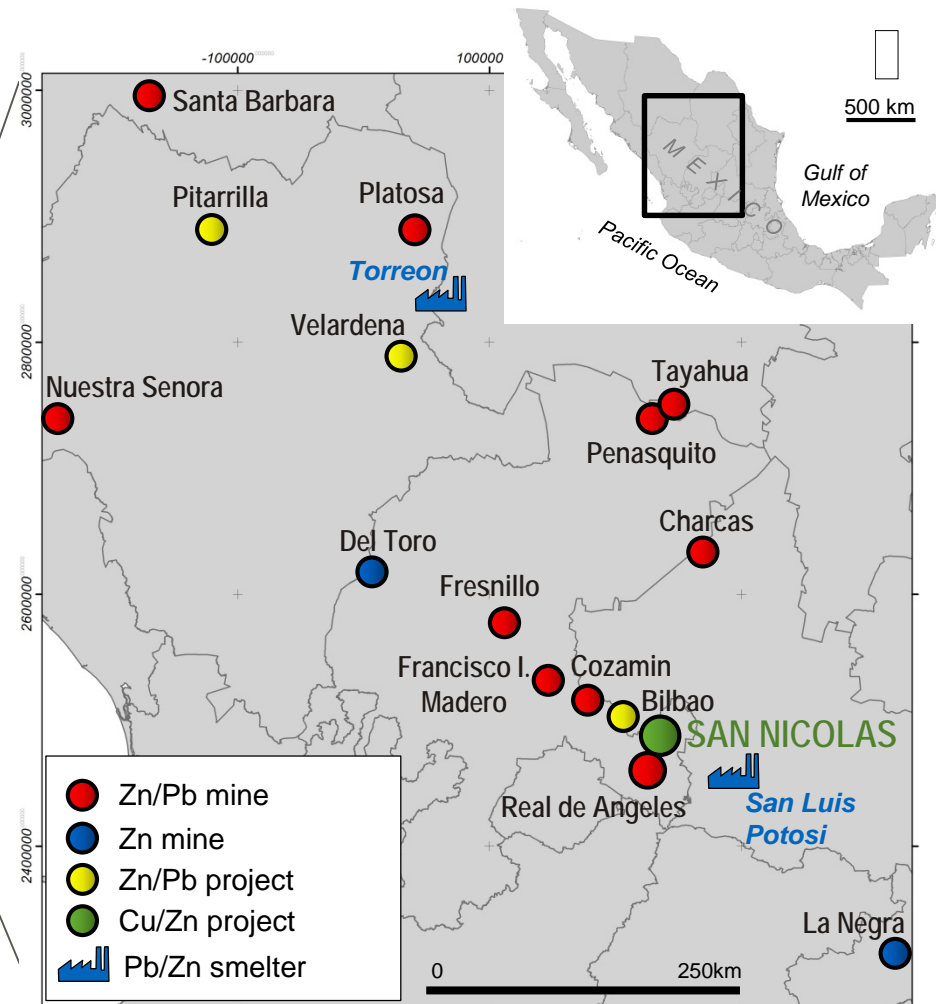 -100000
100000
3000000
2800000
2600000
2400000
Santa Barbara
Pitarrilla
Platosa
Torreon
Velardena
Nuestra Senora
Tayahua
Penasquito
Charcas
Del Toro
Fresnillo
Francisco I.
Madero
Cozamin
Bilbao
SAN NICOLAS
Real de Angeles
San Luis
Potosi
La Negra
500 km
MEXICO
Gulf of
Mexico
Pacific Ocean
Zn/Pb mine
Zn mine
Zn/Pb project
Cu/Zn project
Pb/Zn smelter
0
250km